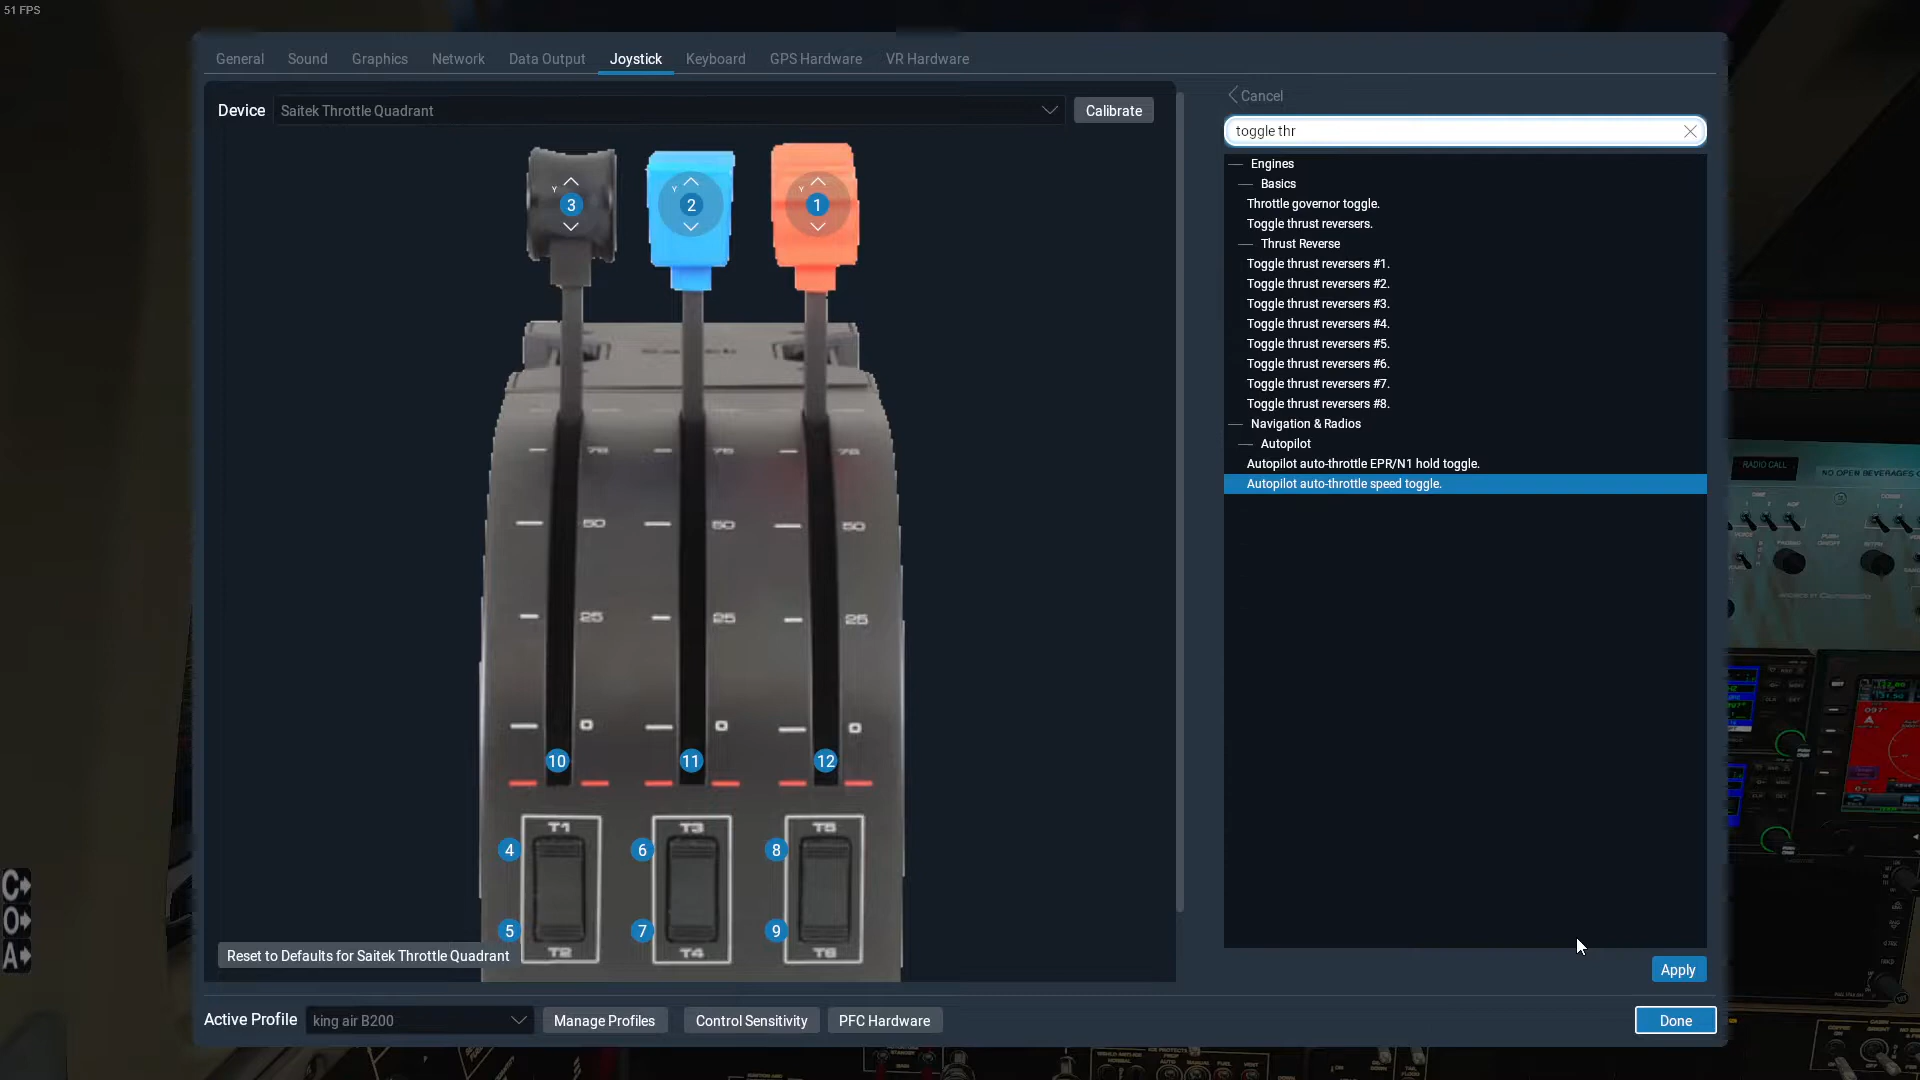 51 FPS
General Sound Graphics Network Data Output Joystick Keyboard GPS Hardware VR Hardware
Device Saitek Throttle Quadrant Calibrate
Cancel
toggle thr
Engines
Basics
Throttle governor toggle.
Toggle thrust reversers.
Thrust Reverse
Toggle thrust reversers #1.
Toggle thrust reversers #2.
Toggle thrust reversers #3.
Toggle thrust reversers #4.
Toggle thrust reversers #5.
Toggle thrust reversers #6.
Toggle thrust reversers #7.
Toggle thrust reversers #8.
Navigation & Radios
Autopilot
Autopilot auto-throttle EPR/N1 hold toggle.
Autopilot auto-throttle speed toggle.
Y 3 Y 2 Y 1
75 75 75
50 50 50
25 25 25
0 0 0
10 11 12
T1 T3 T5
4 6 8
5 7 9
T2 T4 T6
Reset to Defaults for Saitek Throttle Quadrant
Apply
Active Profile king air B200 Manage Profiles Control Sensitivity PFC Hardware Done
C
O
A
RADIO CALL